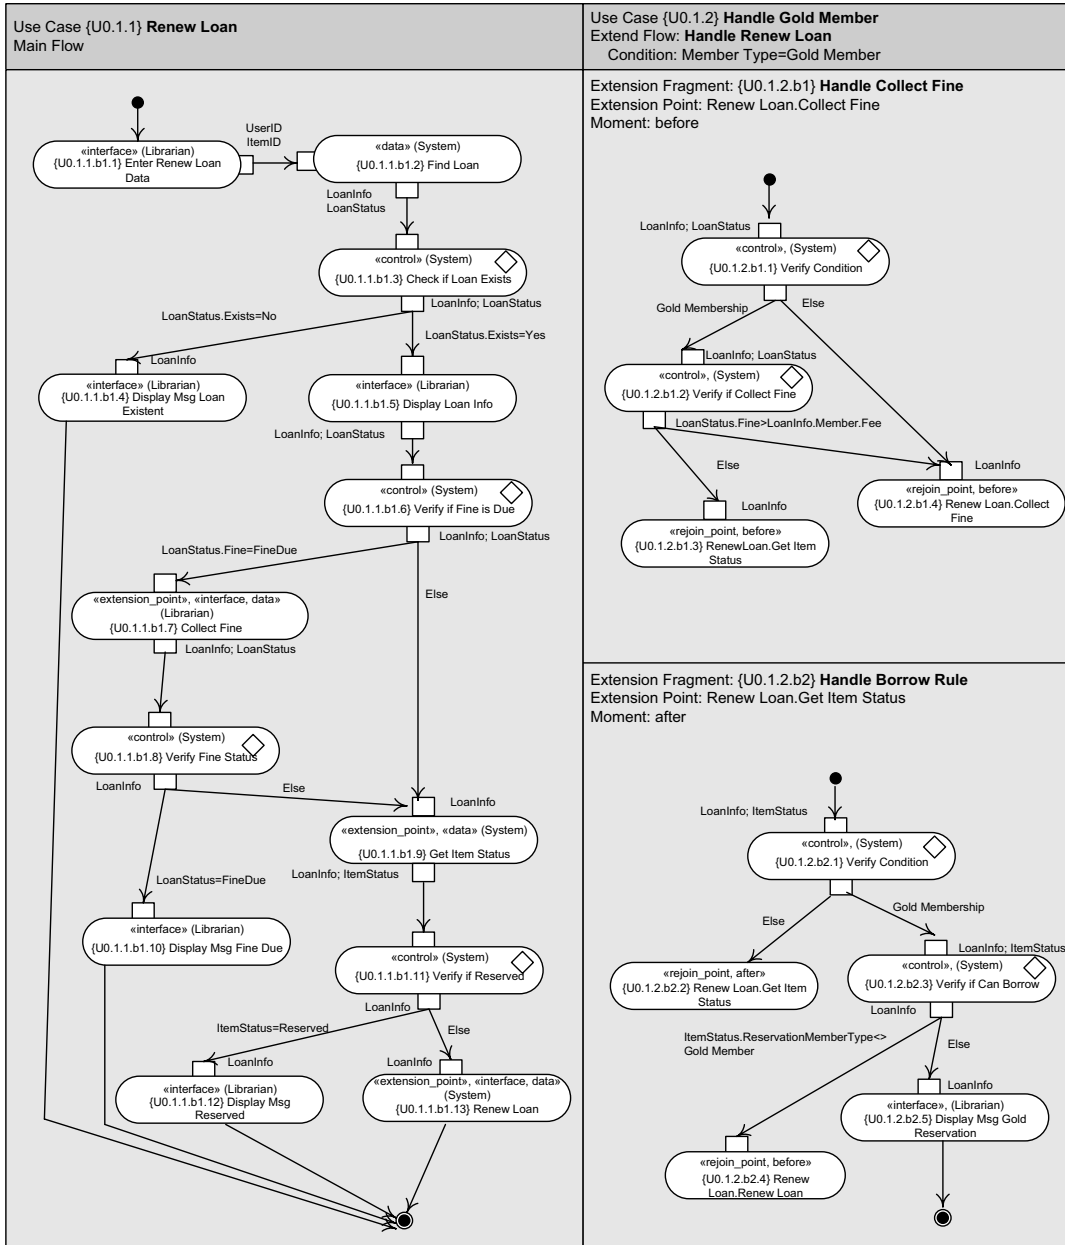 Use Case {U0.1.1} Renew Loan
Main Flow
UserID
ItemID
«interface» (Librarian)
{U0.1.1.b1.1} Enter Renew Loan
Data
«data» (System)
{U0.1.1.b1.2} Find Loan
LoanInfo
LoanStatus
«control» (System)
{U0.1.1.b1.3} Check if Loan Exists
LoanInfo; LoanStatus
LoanStatus.Exists=No
LoanStatus.Exists=Yes
LoanInfo
«interface» (Librarian)
{U0.1.1.b1.4} Display Msg Loan
Existent
«interface» (Librarian)
{U0.1.1.b1.5} Display Loan Info
LoanInfo; LoanStatus
«control» (System)
{U0.1.1.b1.6} Verify if Fine is Due
LoanInfo; LoanStatus
LoanStatus.Fine=FineDue
Else
«extension_point», «interface, data»
(Librarian)
{U0.1.1.b1.7} Collect Fine
LoanInfo; LoanStatus
«control» (System)
{U0.1.1.b1.8} Verify Fine Status
LoanInfo
Else
LoanInfo
«extension_point», «data» (System)
{U0.1.1.b1.9} Get Item Status
LoanInfo; ItemStatus
LoanStatus=FineDue
«interface» (Librarian)
{U0.1.1.b1.10} Display Msg Fine Due
«control» (System)
{U0.1.1.b1.11} Verify if Reserved
LoanInfo
ItemStatus=Reserved
Else
LoanInfo
LoanInfo
«interface» (Librarian)
{U0.1.1.b1.12} Display Msg
Reserved
«extension_point», «interface, data»
(System)
{U0.1.1.b1.13} Renew Loan
Use Case {U0.1.2} Handle Gold Member
Extend Flow: Handle Renew Loan
Condition: Member Type=Gold Member
Extension Fragment: {U0.1.2.b1} Handle Collect Fine
Extension Point: Renew Loan.Collect Fine
Moment: before
LoanInfo; LoanStatus
«control», (System)
{U0.1.2.b1.1} Verify Condition
Gold Membership
Else
LoanInfo; LoanStatus
«control», (System)
{U0.1.2.b1.2} Verify if Collect Fine
LoanStatus.Fine>LoanInfo.Member.Fee
Else
LoanInfo
LoanInfo
«rejoin_point, before»
{U0.1.2.b1.4} Renew Loan.Collect
Fine
«rejoin_point, before»
{U0.1.2.b1.3} RenewLoan.Get Item
Status
Extension Fragment: {U0.1.2.b2} Handle Borrow Rule
Extension Point: Renew Loan.Get Item Status
Moment: after
LoanInfo; ItemStatus
«control», (System)
{U0.1.2.b2.1} Verify Condition
Gold Membership
Else
LoanInfo; ItemStatus
«rejoin_point, after»
{U0.1.2.b2.2} Renew Loan.Get Item
Status
«control», (System)
{U0.1.2.b2.3} Verify if Can Borrow
LoanInfo
ItemStatus.ReservationMemberType<>
Gold Member
Else
LoanInfo
«interface», (Librarian)
{U0.1.2.b2.5} Display Msg Gold
Reservation
«rejoin_point, before»
{U0.1.2.b2.4} Renew
Loan.Renew Loan